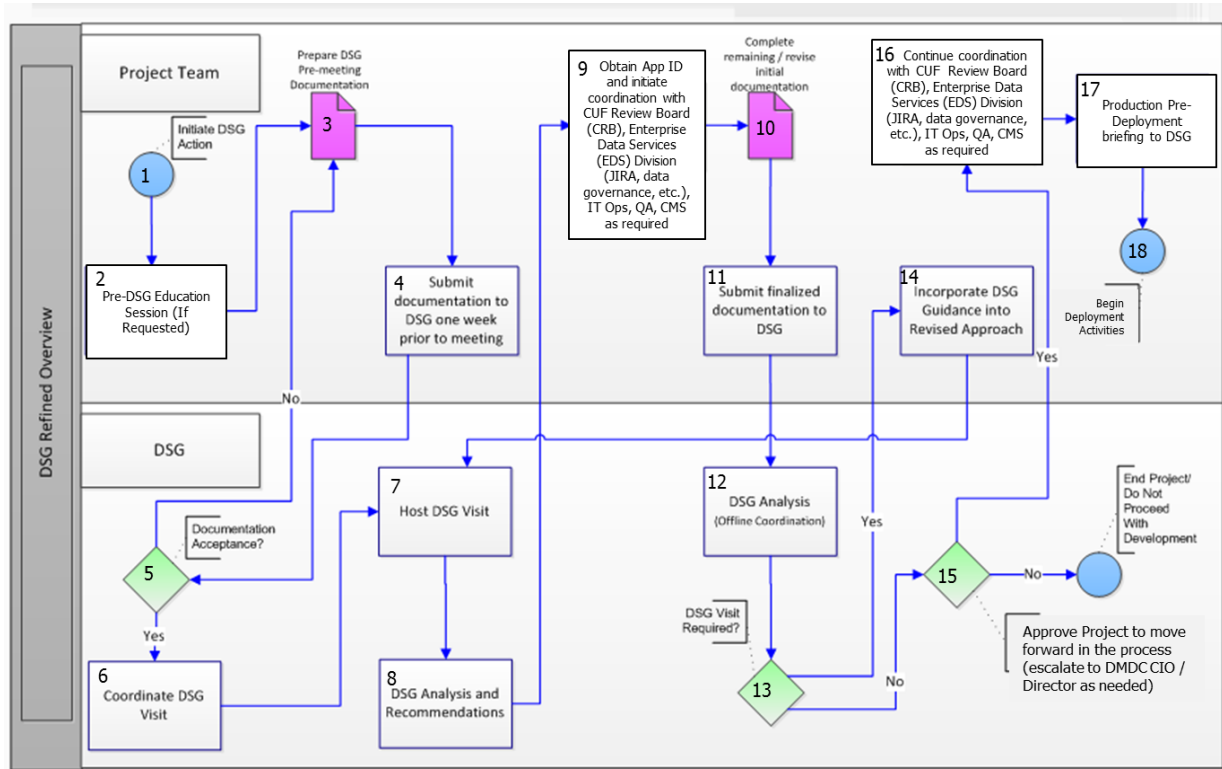 DSG Refined Overview
Project Team
Initiate DSG
Action
1
2
Pre-DSG Education
Session (If
Requested)
Prepare DSG
Pre-meeting
Documentation
3
4
Submit
documentation to
DSG one week
prior to meeting
9
Obtain App ID
and initiate
coordination with
CUF Review Board
(CRB), Enterprise
Data Services
(EDS) Division
(JIRA, data
governance, etc.),
IT Ops, QA, CMS
as required
Complete
remaining / revise
initial
documentation
10
11
Submit finalized
documentation to
DSG
16
Continue coordination
with CUF Review Board
(CRB), Enterprise Data
Services (EDS) Division
(JIRA, data governance,
etc.), IT Ops, QA, CMS
as required
17
Production Pre-
Deployment
briefing to DSG
18
Begin
Deployment
Activities
14
Incorporate DSG
Guidance into
Revised Approach
Yes
No
DSG
Documentation
Acceptance?
5
Yes
6
Coordinate DSG
Visit
7
Host DSG Visit
8
DSG Analysis and
Recommendations
12
DSG Analysis
(Offline Coordination)
DSG Visit
Required?
13
Yes
No
15
No
End Project/
Do Not
Proceed
With
Development
Approve Project to move
forward in the process
(escalate to DMDC CIO /
Director as needed)